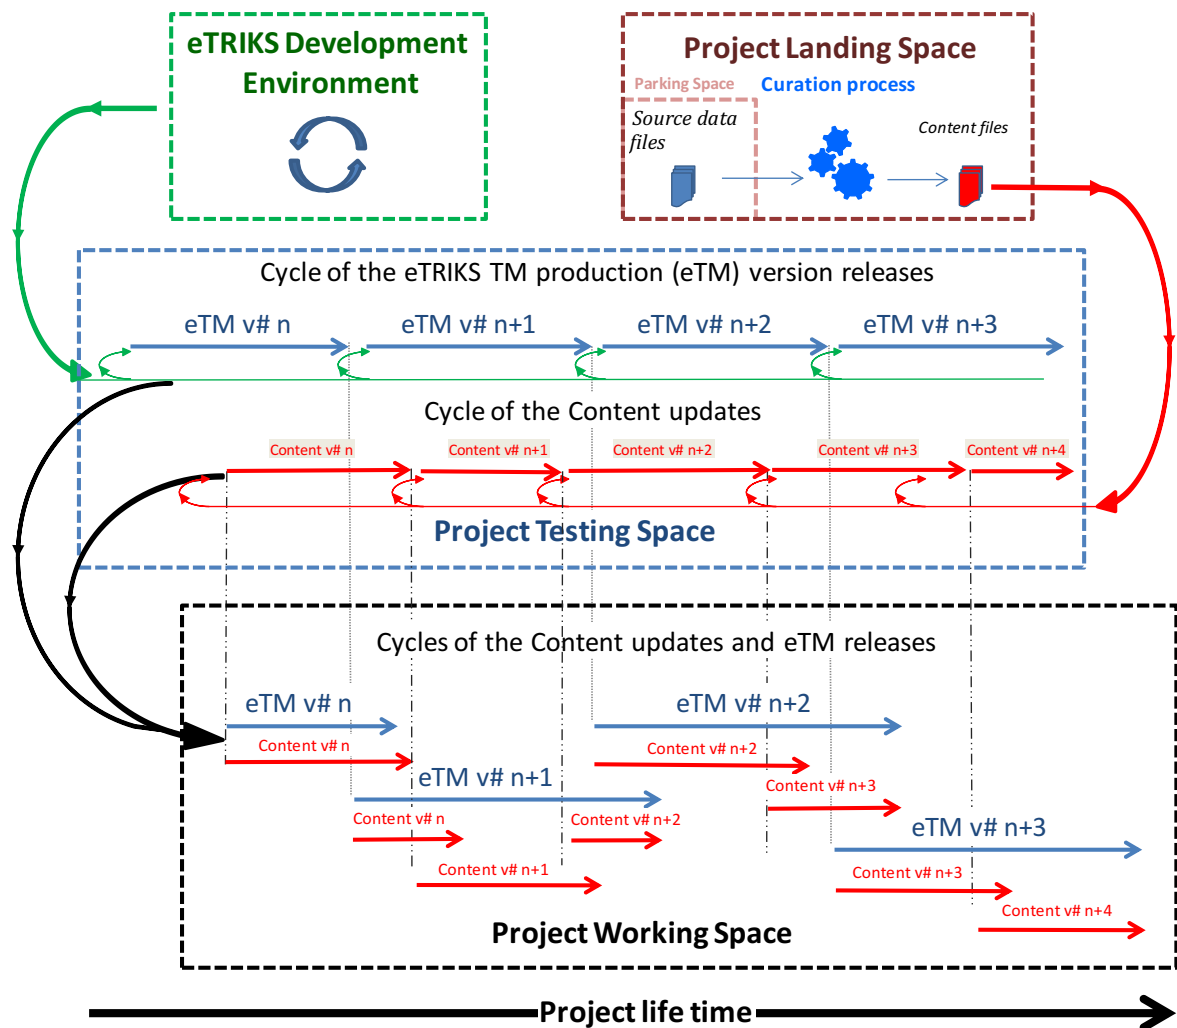 eTRIKS Development
Environment
Project Landing Space
Parking Space
Curation process
Source data
files
Content files
Cycle of the eTRIKS TM production (eTM) version releases
eTM v# n
eTM v# n+1
eTM v# n+2
eTM v# n+3
Cycle of the Content updates
Content v# n
Content v# n+1
Content v# n+2
Content v# n+3
Content v# n+4
Project Testing Space
Cycles of the Content updates and eTM releases
eTM v# n
eTM v# n+2
Content v# n
Content v# n+2
eTM v# n+1
Content v# n+3
Content v# n
Content v# n+2
eTM v# n+3
Content v# n+1
Content v# n+3
Content v# n+4
Project Working Space
Project life time